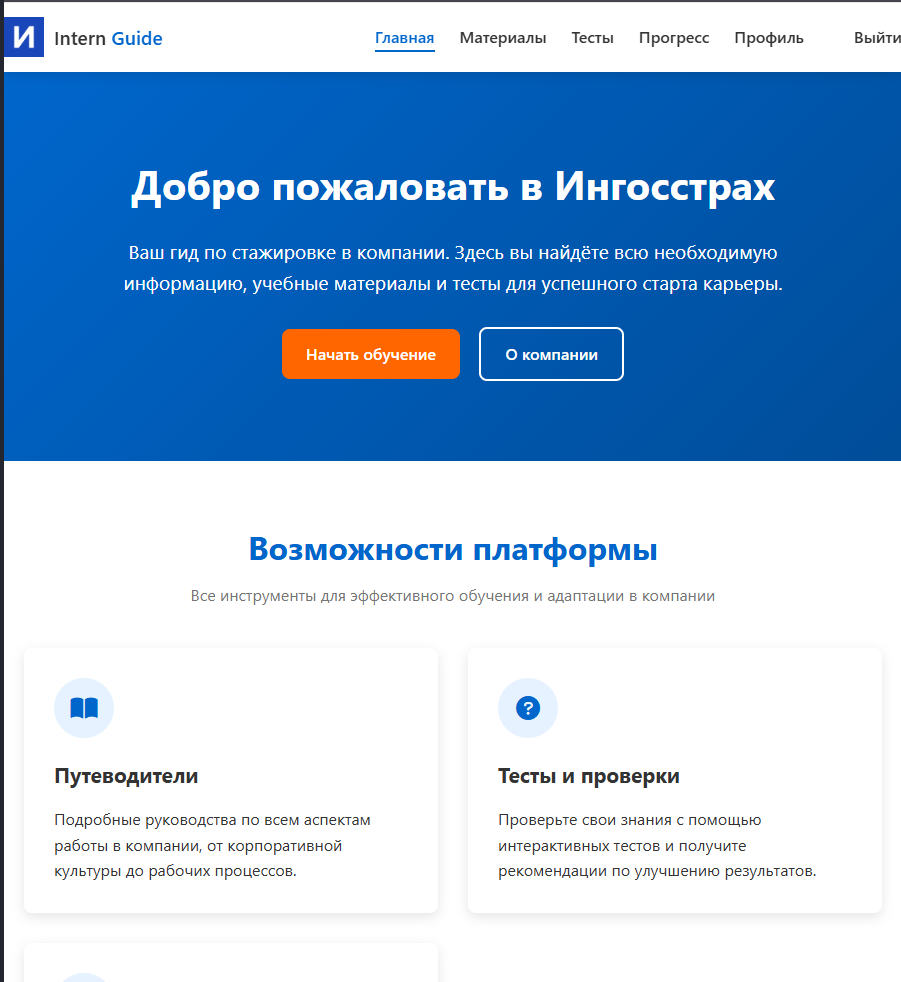 И Intern Guide
Главная Материалы Тесты Прогресс Профиль Выйти
Добро пожаловать в Ингосстрах
Ваш гид по стажировке в компании. Здесь вы найдёте всю необходимую
информацию, учебные материалы и тесты для успешного старта карьеры.
Начать обучение
О компании
Возможности платформы
Все инструменты для эффективного обучения и адаптации в компании
Путеводители
Подробные руководства по всем аспектам
работы в компании, от корпоративной
культуры до рабочих процессов.
?
Тесты и проверки
Проверьте свои знания с помощью
интерактивных тестов и получите
рекомендации по улучшению результатов.